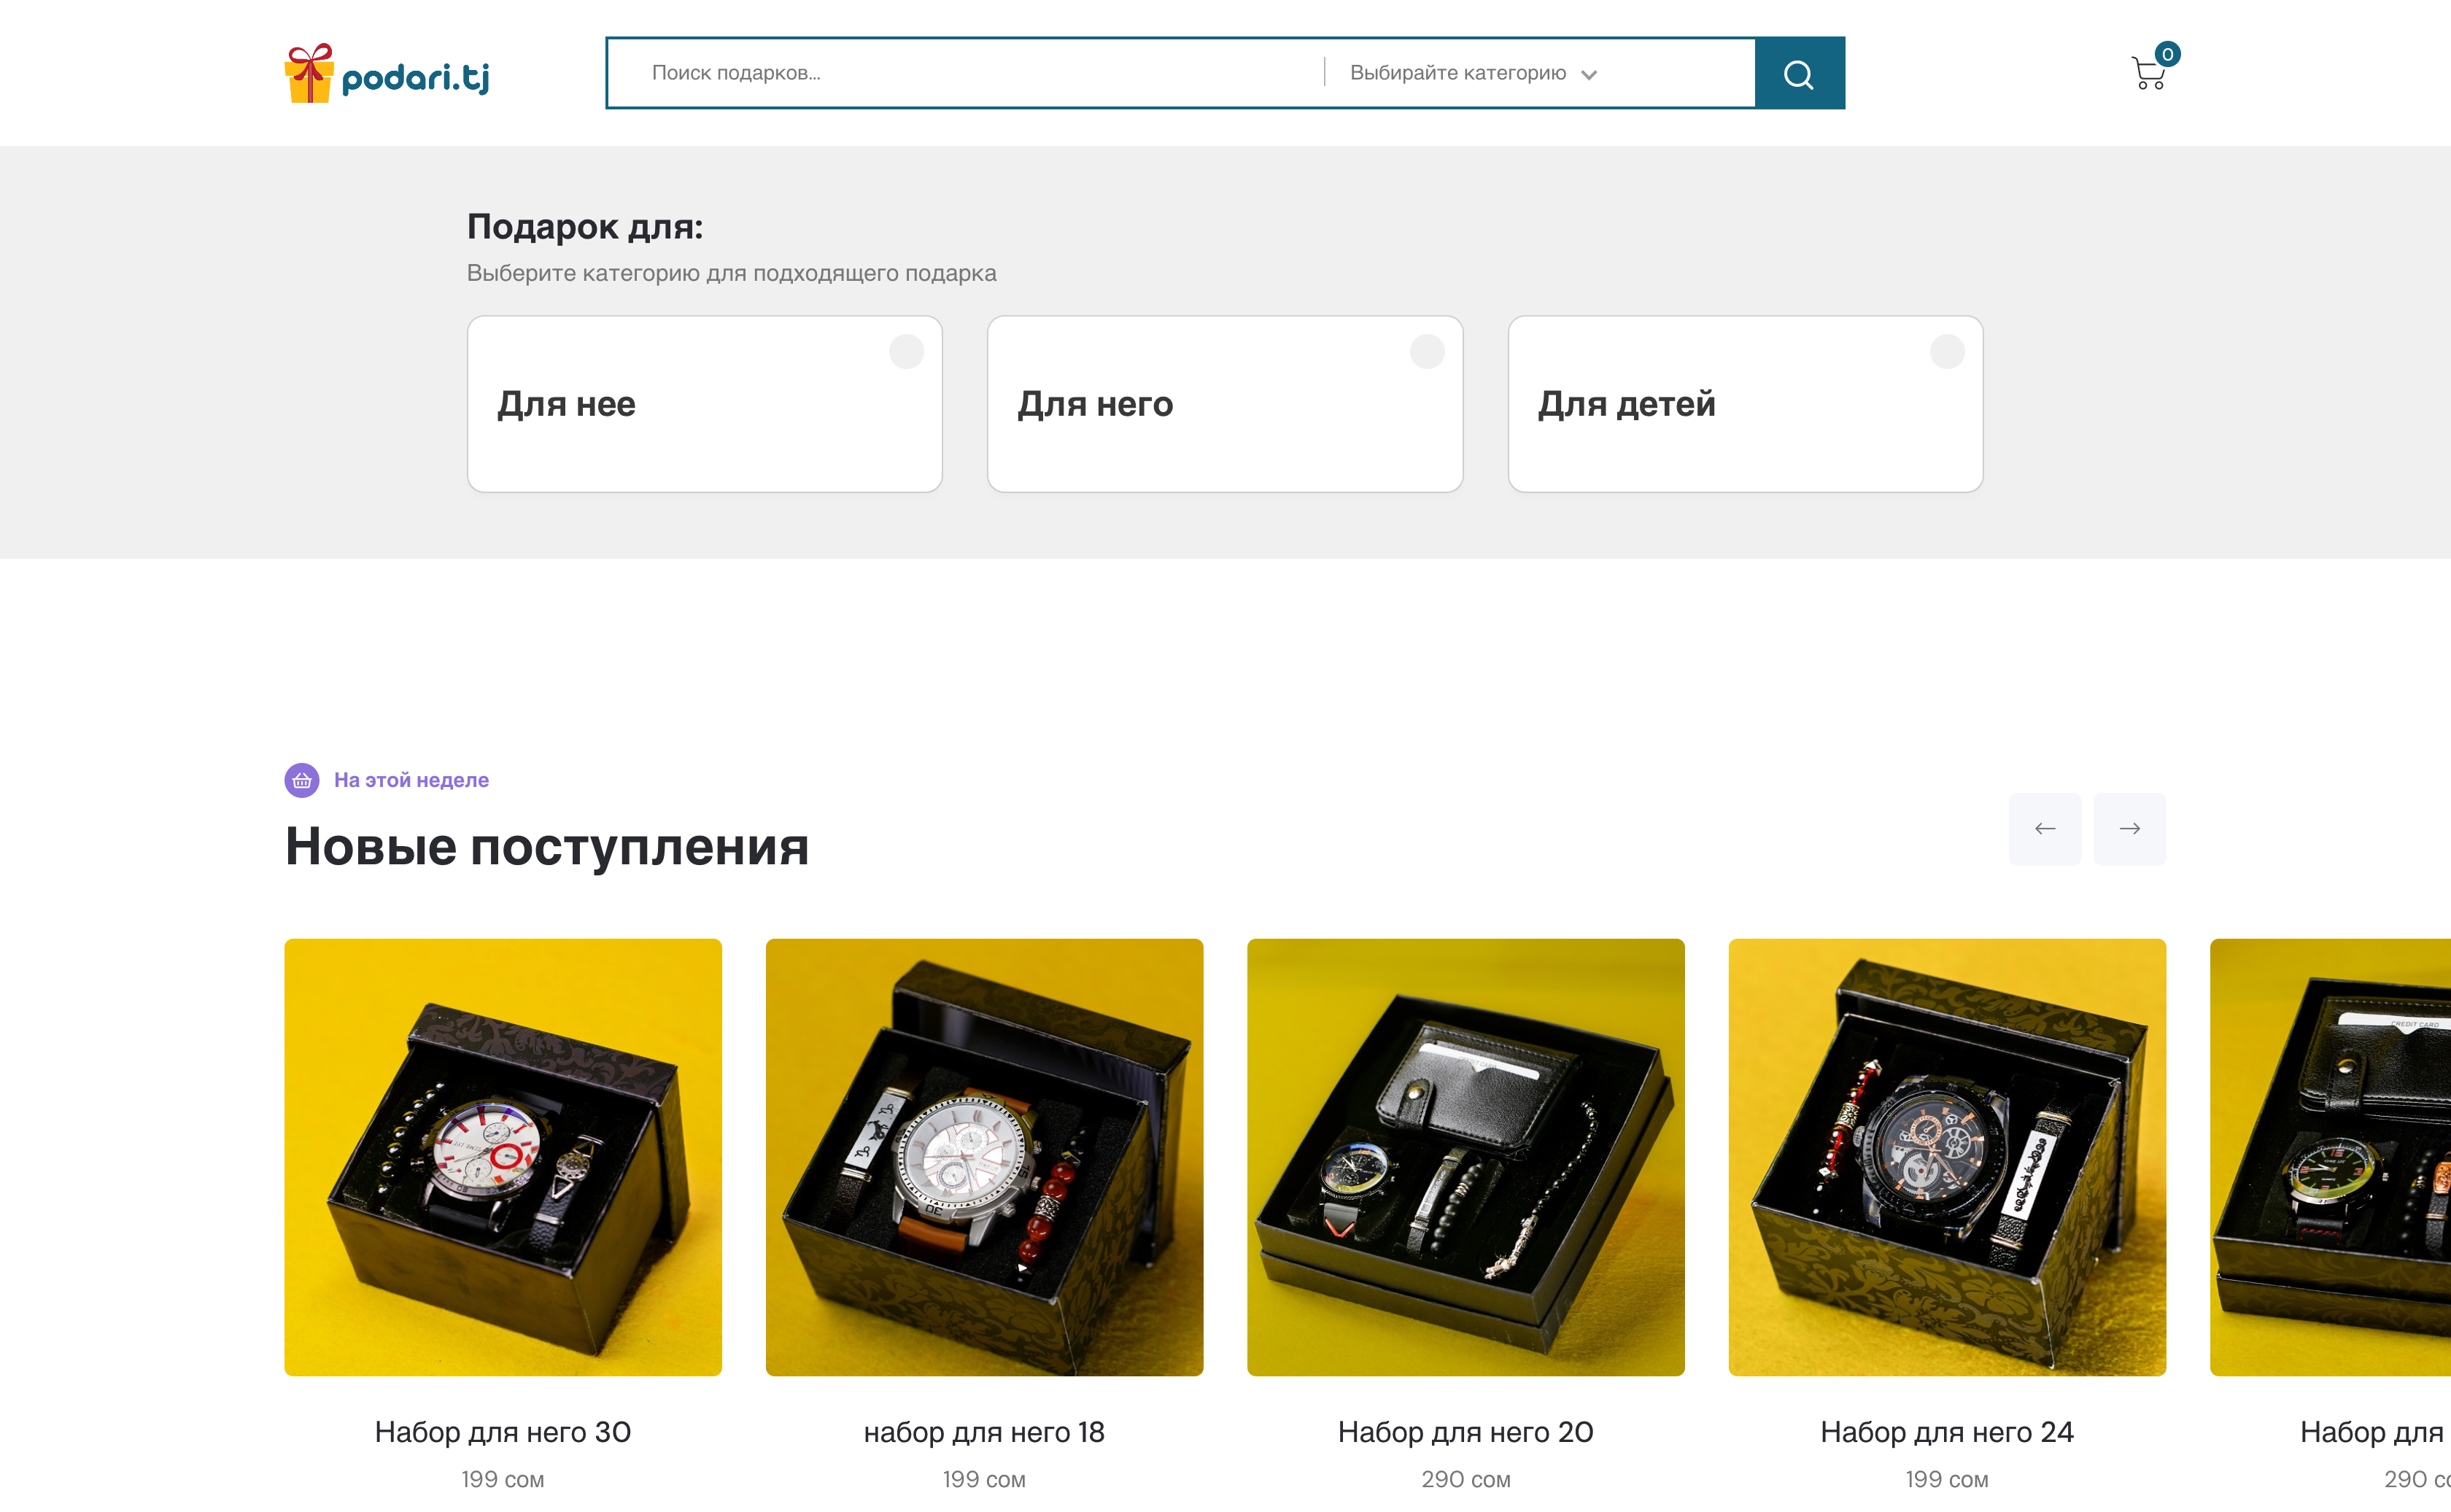 podari.tj
Поиск подарков...
Выбирайте категорию
0
Подарок для:
Выберите категорию для подходящего подарка
Для нее
Для него
Для детей
На этой неделе
Новые поступления
CREDIT CARD
Набор для него 30
набор для него 18
Набор для него 20
Набор для него 24
Набор для
199 сом
199 сом
290 сом
199 сом
290